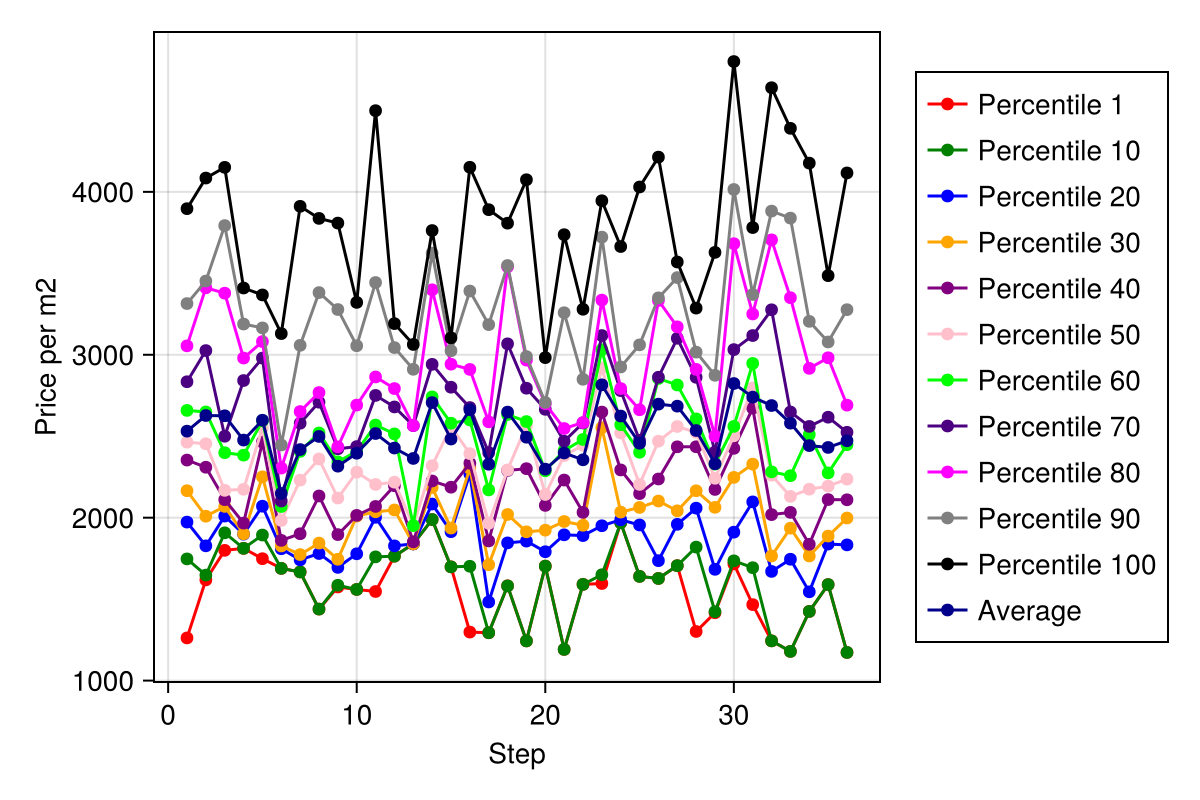 Price per m2
4000
3000
2000
1000
0
10
20
30
Step
Percentile 1
Percentile 10
Percentile 20
Percentile 30
Percentile 40
Percentile 50
Percentile 60
Percentile 70
Percentile 80
Percentile 90
Percentile 100
Average